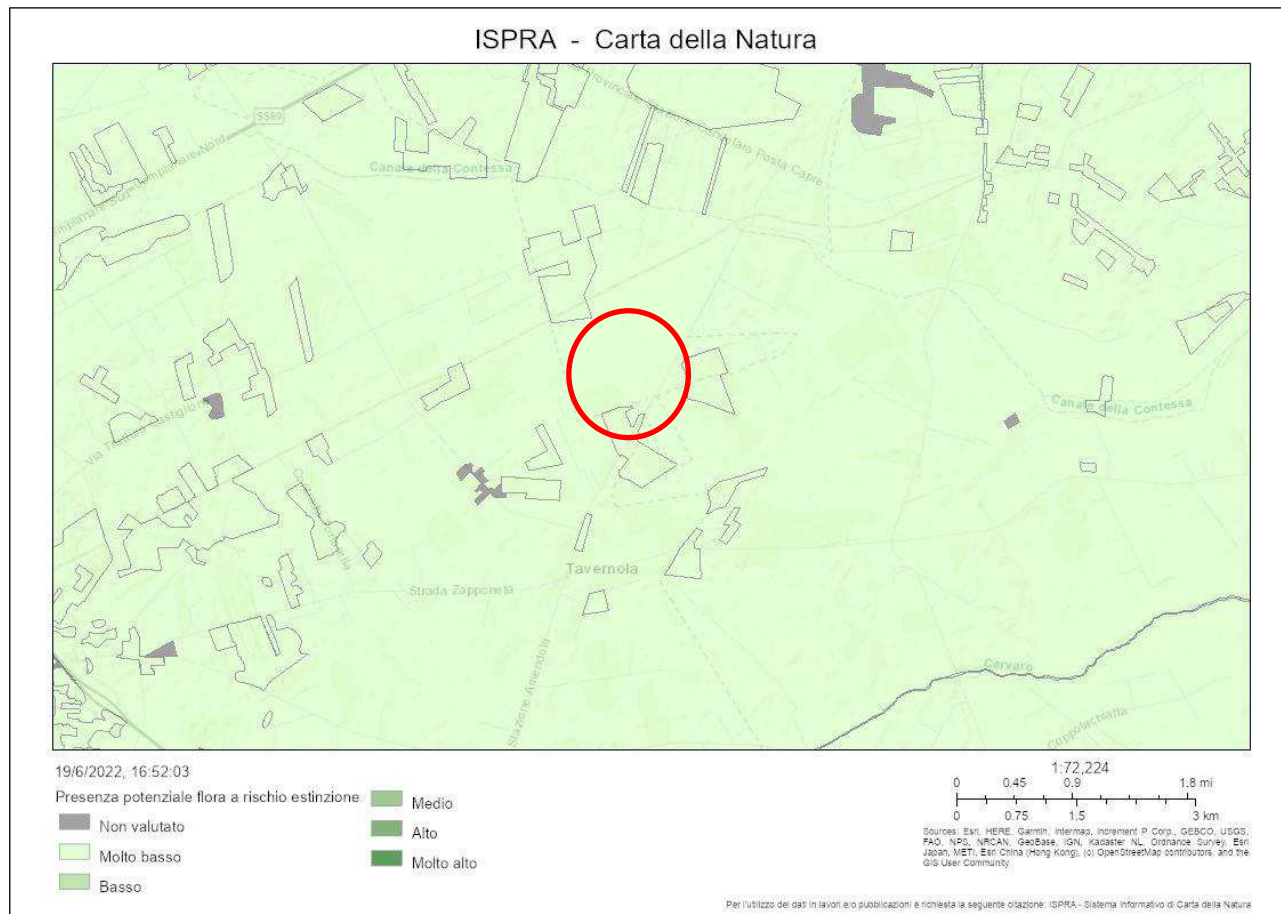 ISPRA - Carta della Natura
SS89
Canale della Contessa
Via Trattur Castiglione
Canale della Contessa
Tavernola
Strada Zapponeta
Stazione Amendola
Cervaro
19/6/2022, 16:52:03
Presenza potenziale flora a rischio estinzione
Non valutato
Molto basso
Basso
Medio
Alto
Molto alto
1:72,224
0 0.45 0.9 1.8 mi
0 0.75 1.5 3 km
Sources: Esri, HERE, Garmin, Intermap, Increment P Corp., GEBCO, USGS,
FAO, NPS, NRCAN, GeoBase, IGN, Kadaster NL, Ordnance Survey, Esri
Japan, METI, Esri China (Hong Kong), (c) OpenStreetMap contributors, and the
GIS User Community
Per l'utilizzo dei dati in lavori e/o pubblicazioni è richiesta la seguente citazione: ISPRA - Sistema Informativo di Carta della Natura